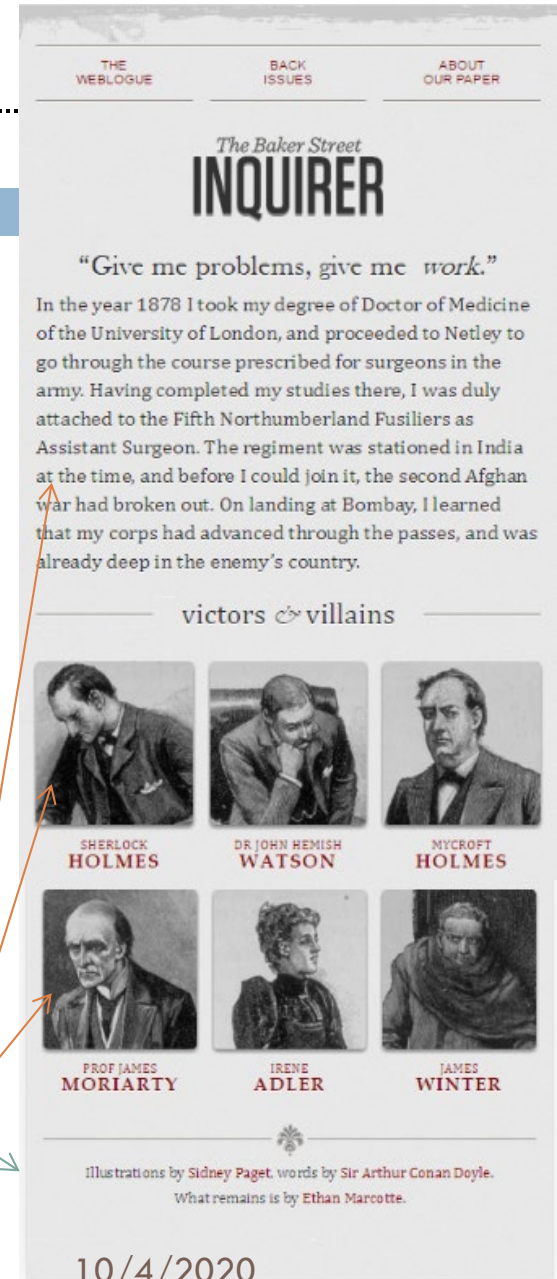 THE
WEBLOGUE
BACK
ISSUES
ABOUT
OUR PAPER
The Baker Street
INQUIRER
“Give me problems, give me work.”
In the year 1878 I took my degree of Doctor of Medicine
of the University of London, and proceeded to Netley to
go through the course prescribed for surgeons in the
army. Having completed my studies there, I was duly
attached to the Fifth Northumberland Fusiliers as
Assistant Surgeon. The regiment was stationed in India
at the time, and before I could join it, the second Afghan
war had broken out. On landing at Bombay, I learned
that my corps had advanced through the passes, and was
already deep in the enemy’s country.
victors & villains
SHERLOCK
HOLMES
DR JOHN HEMISH
WATSON
MYCROFT
HOLMES
PROF JAMES
MORIARTY
IRENE
ADLER
JAMES
WINTER
Illustrations by Sidney Paget, words by Sir Arthur Conan Doyle.
What remains is by Ethan Marcotte.
10/4/2020